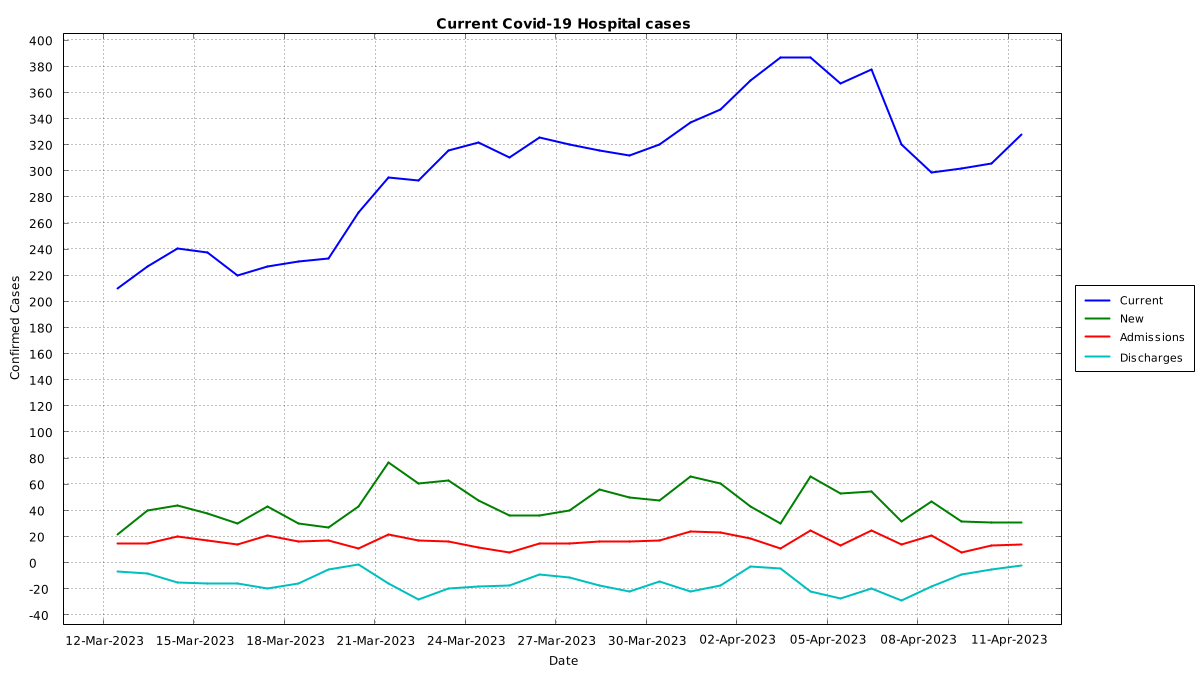 Current Covid-19 Hospital cases
400
380
360
340
320
300
280
260
240
220
200
180
160
140
120
100
80
60
40
20
0
-20
-40
Confirmed Cases
12-Mar-2023 15-Mar-2023 18-Mar-2023 21-Mar-2023 24-Mar-2023 27-Mar-2023 30-Mar-2023 02-Apr-2023 05-Apr-2023 08-Apr-2023 11-Apr-2023
Date
Current
New
Admissions
Discharges